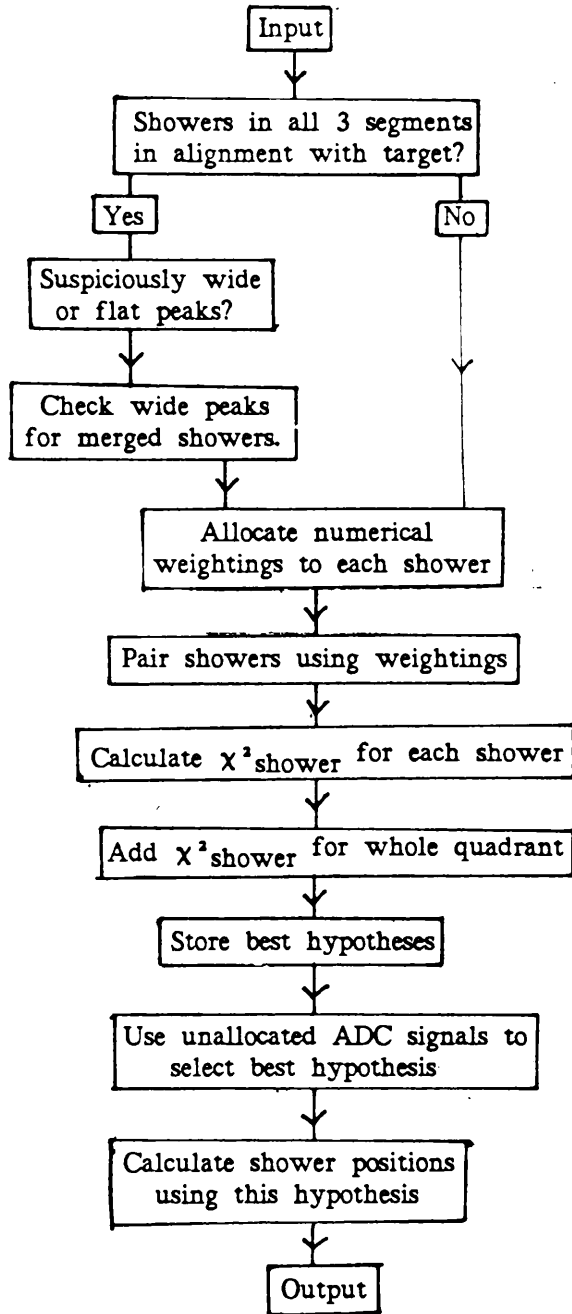 Input
Showers in all 3 segments
in alignment with target?
Yes
No
Suspiciously wide
or flat peaks?
Check wide peaks
for merged showers.
Allocate numerical
weightings to each shower
Pair showers using weightings
Calculate χ²shower for each shower
Add χ²shower for whole quadrant
Store best hypotheses
Use unallocated ADC signals to
select best hypothesis
Calculate shower positions
using this hypothesis
Output